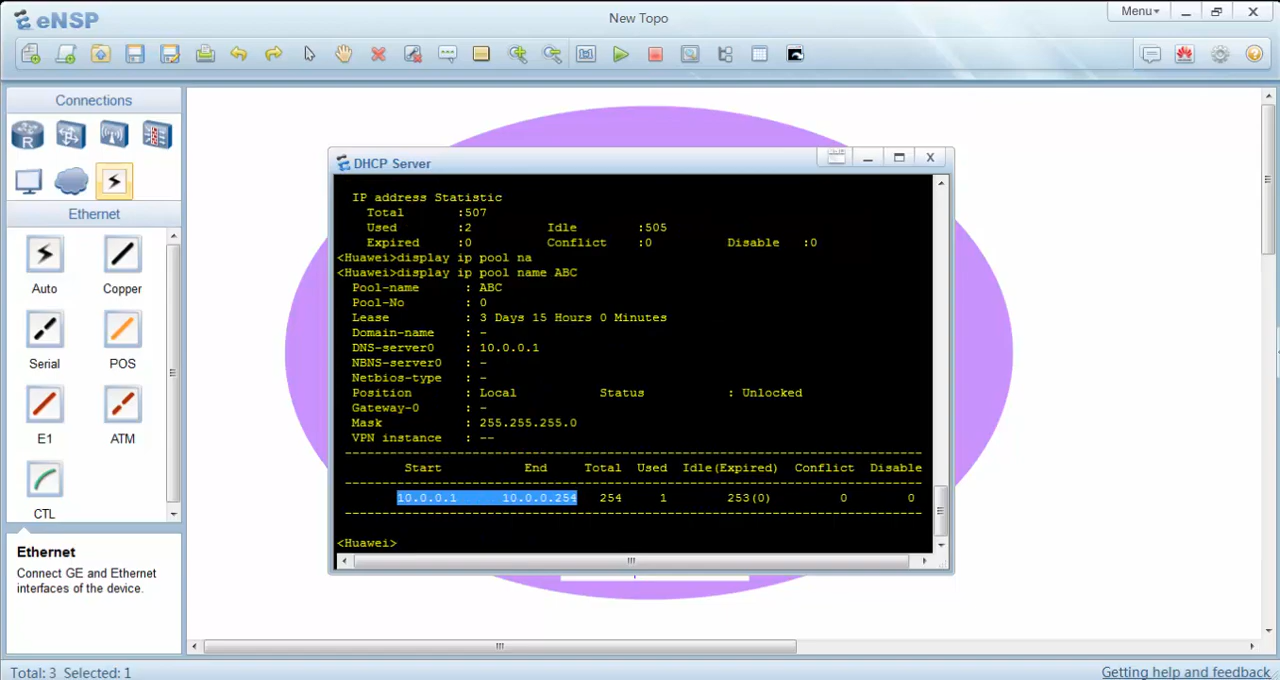 eNSP
New Topo
Menu
Connections
Ethernet
Auto
Copper
Serial
POS
E1
ATM
CTL
Ethernet
Connect GE and Ethernet
interfaces of the device.
DHCP Server
IP address Statistic
Total :507
Used :2 Idle :505
Expired :0 Conflict :0 Disable :0
<Huawei>display ip pool na
<Huawei>display ip pool name ABC
Pool-name : ABC
Pool-No : 0
Lease : 3 Days 15 Hours 0 Minutes
Domain-name : -
DNS-server0 : 10.0.0.1
NBNS-server0 : -
Netbios-type : -
Position : Local Status : Unlocked
Gateway-0 : -
Mask : 255.255.255.0
VPN instance : --
-----------------------------------------------------------------------------
Start End Total Used Idle(Expired) Conflict Disable
-----------------------------------------------------------------------------
10.0.0.1 10.0.0.254 254 1 253(0) 0 0
-----------------------------------------------------------------------------
<Huawei>
Total: 3 Selected: 1
Getting help and feedback